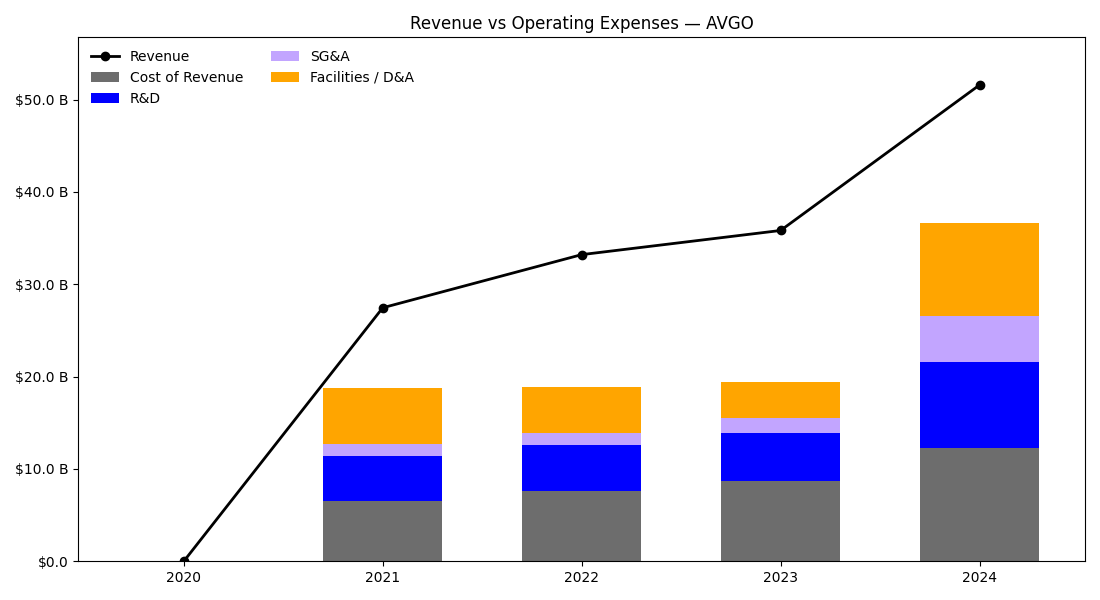 Revenue vs Operating Expenses — AVGO
Revenue
Cost of Revenue
R&D
SG&A
Facilities / D&A
$50.0 B
$40.0 B
$30.0 B
$20.0 B
$10.0 B
$0.0
2020 2021 2022 2023 2024